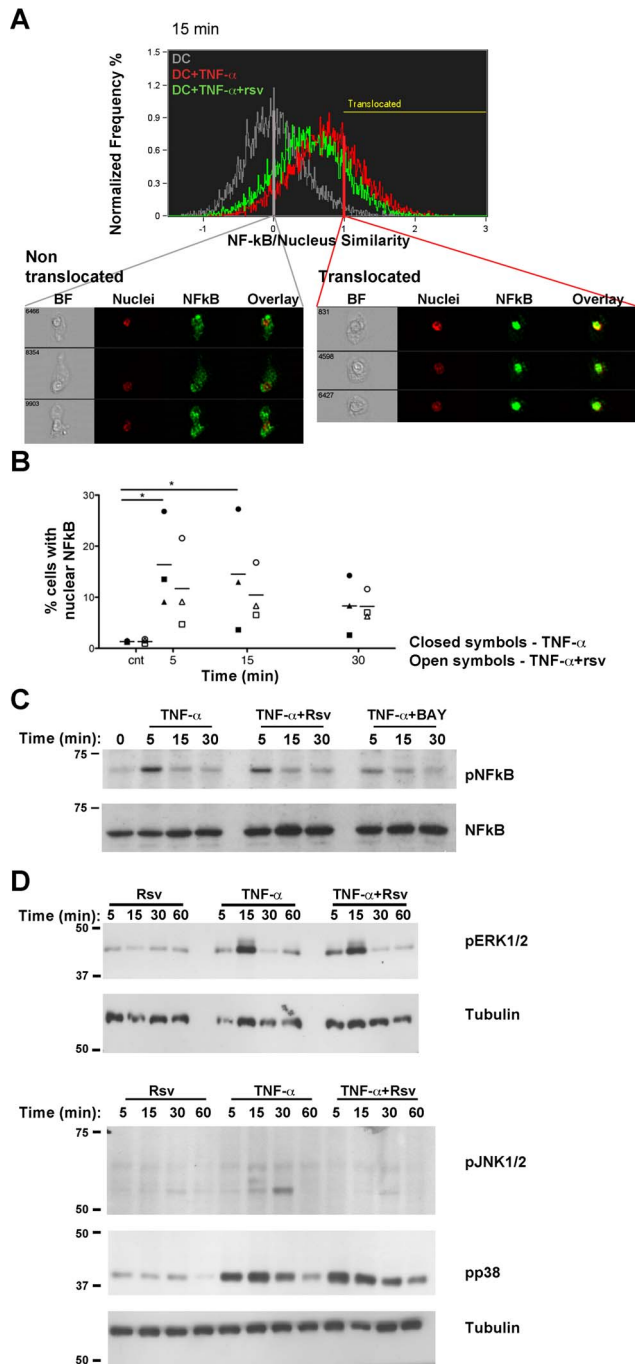 A
15 min
DC
DC+TNF-α
DC+TNF-α+rsv
Translocated
Normalized Frequency %
1.5
1.2
0.9
0.6
0.3
0
-1 0 1 2 3
NF-kB/Nucleus Similarity
Non translocated
BF Nuclei NFkB Overlay
6466
8354
9903
Translocated
BF Nuclei NFkB Overlay
831
4598
6427
B
% cells with nuclear NFkB
30
20
10
0
* *
cnt 5 15 30
Time (min)
Closed symbols - TNF-α
Open symbols - TNF-α+rsv
C
TNF-α TNF-α+Rsv TNF-α+BAY
Time (min): 0 5 15 30 5 15 30 5 15 30
75
pNFkB
75
NFkB
D
Rsv TNF-α TNF-α+Rsv
Time (min): 5 15 30 60 5 15 30 60 5 15 30 60
50
pERK1/2
37
Tubulin
50
Rsv TNF-α TNF-α+Rsv
Time (min): 5 15 30 60 5 15 30 60 5 15 30 60
75
pJNK1/2
50
50
pp38
37
Tubulin
50